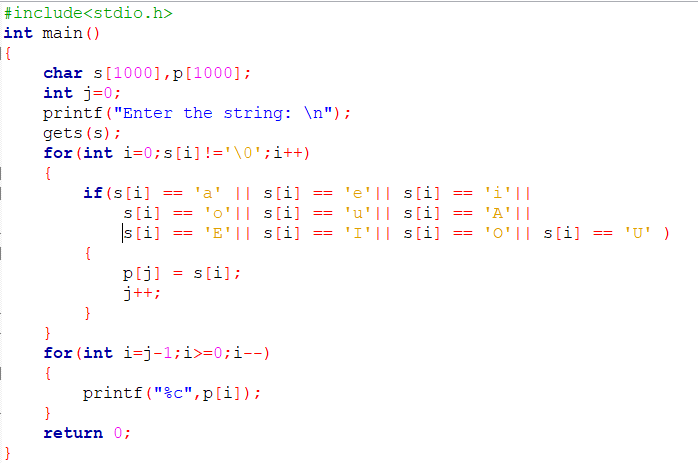 #include<stdio.h>
int main()
{
    char s[1000],p[1000];
    int j=0;
    printf("Enter the string: \n");
    gets(s);
    for(int i=0;s[i]!='\0';i++)
    {
        if(s[i] == 'a' || s[i] == 'e'|| s[i] == 'i'||
            s[i] == 'o'|| s[i] == 'u'|| s[i] == 'A'||
            s[i] == 'E'|| s[i] == 'I'|| s[i] == 'O'|| s[i] == 'U' )
        {
            p[j] = s[i];
            j++;
        }
    }
    for(int i=j-1;i>=0;i--)
    {
        printf("%c",p[i]);
    }
    return 0;
}